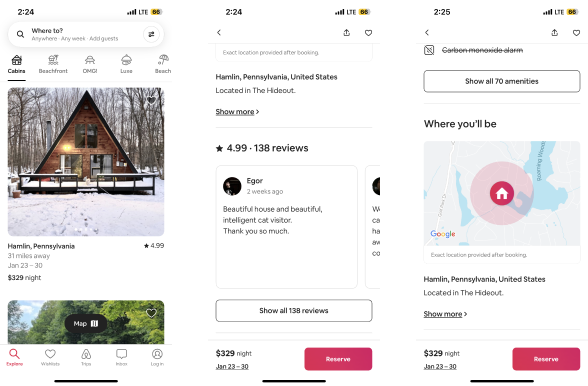 2:24
LTE 66
Where to?
Anywhere · Any week · Add guests
Cabins
Beachfront
OMG!
Luxe
Beach
Hamlin, Pennsylvania
★ 4.99
31 miles away
Jan 23 – 30
$329 night
Map
Explore
Wishlists
Trips
Inbox
Log in
2:24
LTE 66
Exact location provided after booking.
Hamlin, Pennsylvania, United States
Located in The Hideout.
Show more >
★ 4.99 · 138 reviews
Egor
2 weeks ago
Beautiful house and beautiful,
intelligent cat visitor.
Thank you so much.
Show all 138 reviews
$329 night
Jan 23 – 30
Reserve
2:25
LTE 66
Carbon monoxide alarm
Show all 70 amenities
Where you'll be
Google
Exact location provided after booking.
Hamlin, Pennsylvania, United States
Located in The Hideout.
Show more >
$329 night
Jan 23 – 30
Reserve